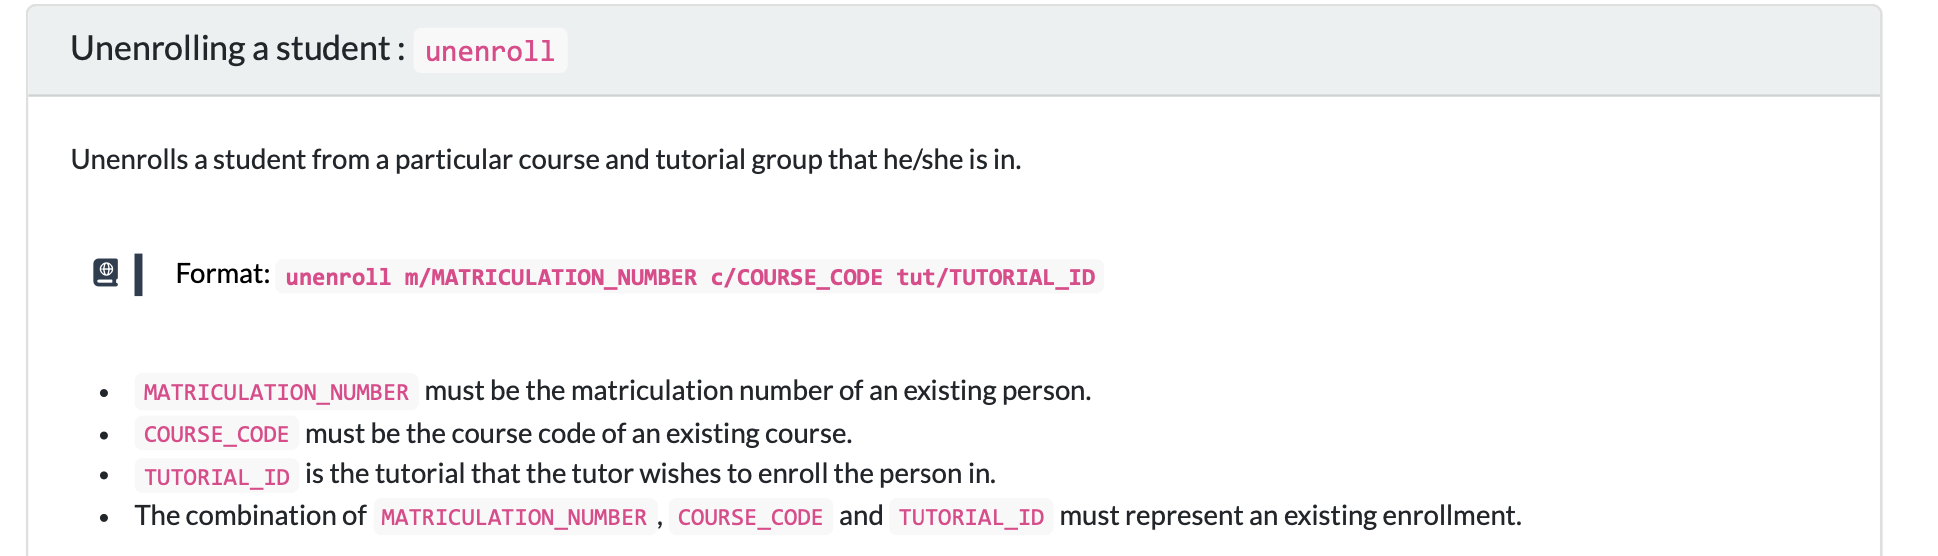 Unenrolling a student : unenroll
Unenrolls a student from a particular course and tutorial group that he/she is in.
Format: unenroll m/MATRICULATION_NUMBER c/COURSE_CODE tut/TUTORIAL_ID
• MATRICULATION_NUMBER must be the matriculation number of an existing person.
• COURSE_CODE must be the course code of an existing course.
• TUTORIAL_ID is the tutorial that the tutor wishes to enroll the person in.
• The combination of MATRICULATION_NUMBER , COURSE_CODE and TUTORIAL_ID must represent an existing enrollment.